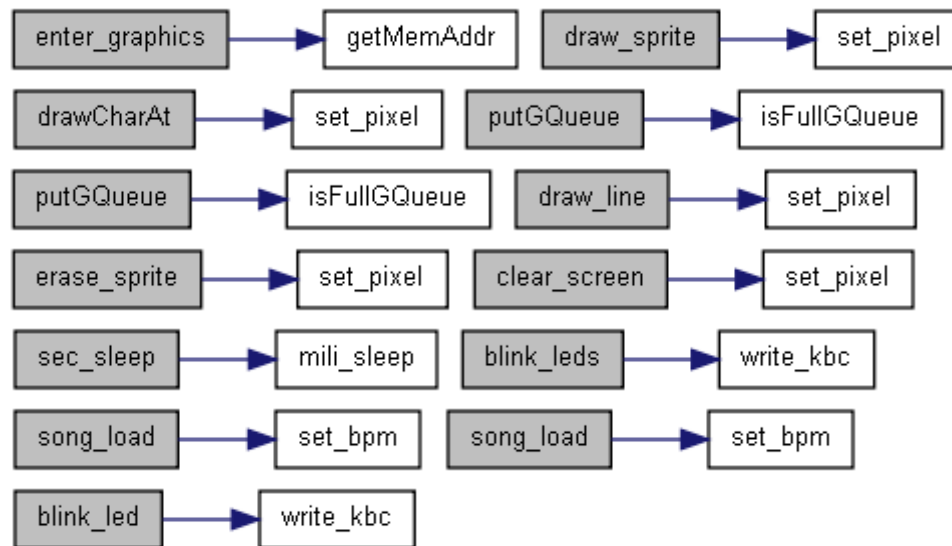 enter_graphics getMemAddr draw_sprite set_pixel
drawCharAt set_pixel putGQueue isFullGQueue
putGQueue isFullGQueue draw_line set_pixel
erase_sprite set_pixel clear_screen set_pixel
sec_sleep mili_sleep blink_leds write_kbc
song_load set_bpm song_load set_bpm
blink_led write_kbc